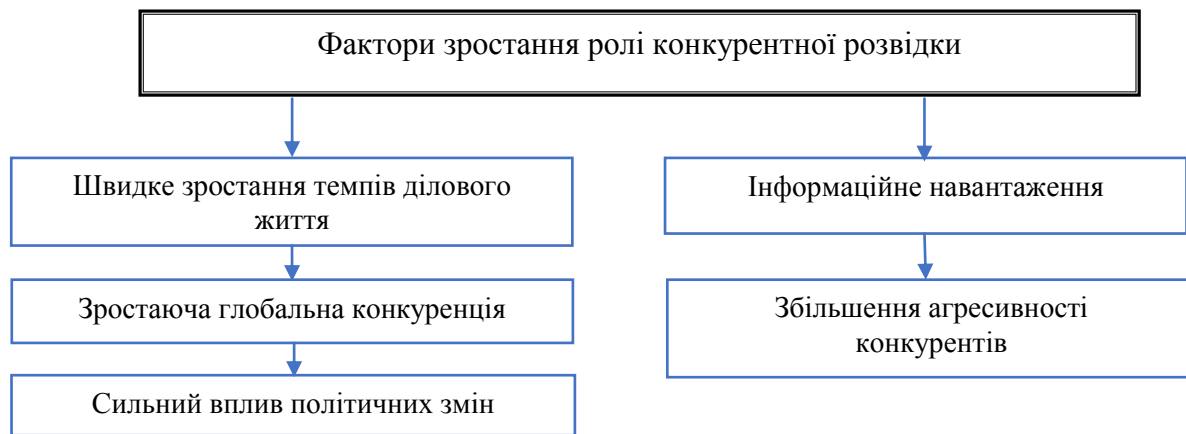 Фактори зростання ролі конкурентної розвідки
Швидке зростання темпів ділового
життя
Зростаюча глобальна конкуренція
Сильний вплив політичних змін
Інформаційне навантаження
Збільшення агресивності
конкурентів